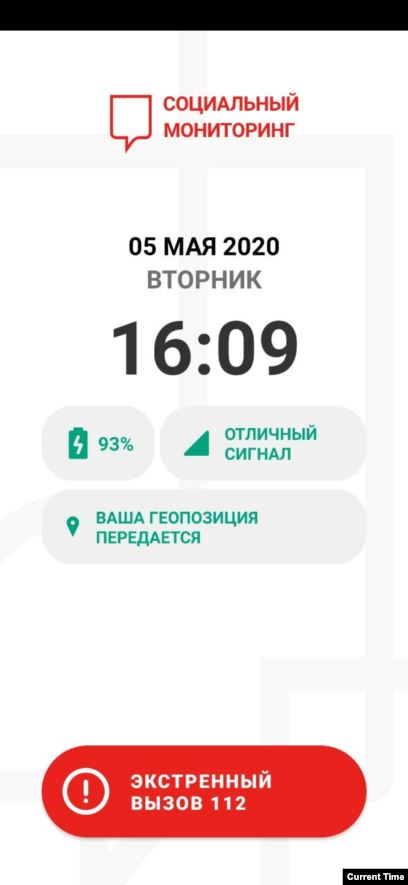 СОЦИАЛЬНЫЙ
МОНИТОРИНГ
05 МАЯ 2020
ВТОРНИК
16:09
93%
ОТЛИЧНЫЙ
СИГНАЛ
ВАША ГЕОПОЗИЦИЯ
ПЕРЕДАЕТСЯ
ЭКСТРЕННЫЙ
ВЫЗОВ 112
Current Time